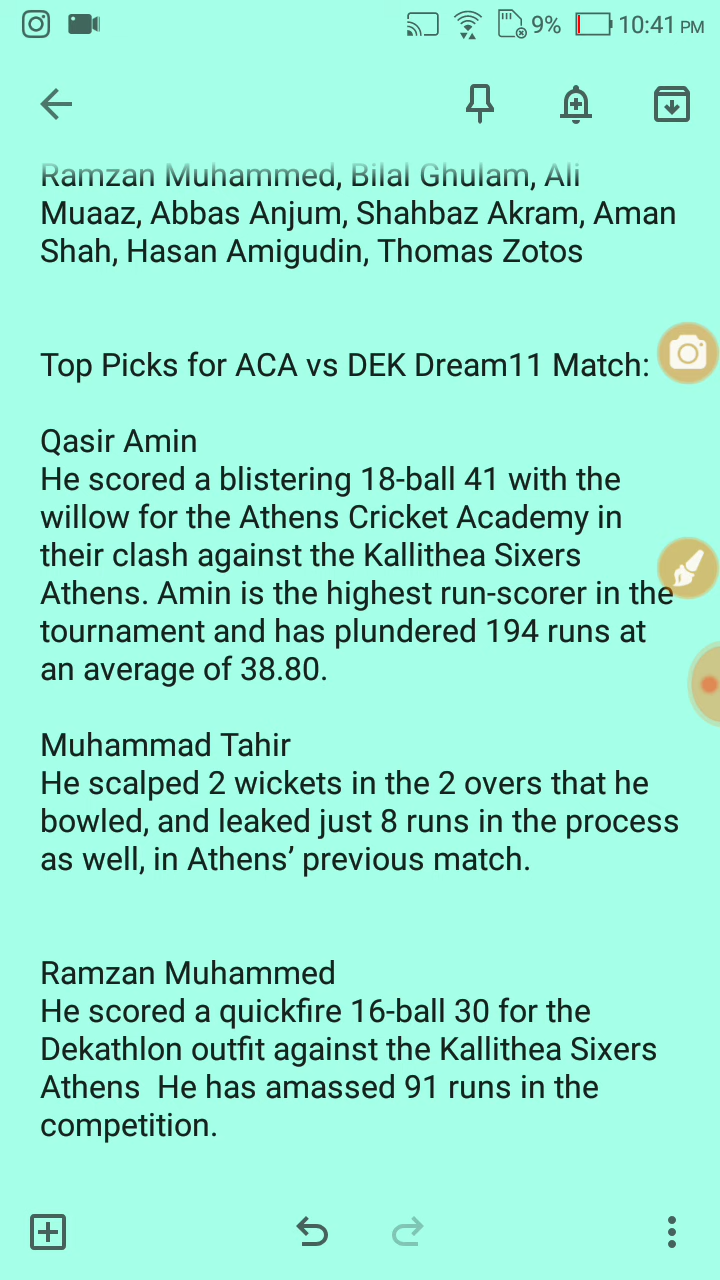 9% 10:41 PM
Ramzan Muhammed, Bilal Ghulam, Ali
Muaaz, Abbas Anjum, Shahbaz Akram, Aman
Shah, Hasan Amigudin, Thomas Zotos
Top Picks for ACA vs DEK Dream11 Match:
Qasir Amin
He scored a blistering 18-ball 41 with the
willow for the Athens Cricket Academy in
their clash against the Kallithea Sixers
Athens. Amin is the highest run-scorer in the
tournament and has plundered 194 runs at
an average of 38.80.
Muhammad Tahir
He scalped 2 wickets in the 2 overs that he
bowled, and leaked just 8 runs in the process
as well, in Athens’ previous match.
Ramzan Muhammed
He scored a quickfire 16-ball 30 for the
Dekathlon outfit against the Kallithea Sixers
Athens  He has amassed 91 runs in the
competition.